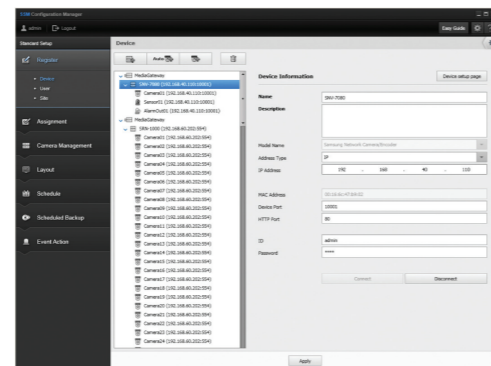 SSM Configuration Manager
admin
Logout
Easy Guide
Standard Setup
Device
Register
Device
User
Site
Assignment
Camera Management
Layout
Schedule
Scheduled Backup
Event Action
Auto
MediaGateway
SNV-7080 (192.168.40.110:10001)
Camera01 (192.168.40.110:10001)
Sensor01 (192.168.40.110:10001)
AlarmOut01 (192.168.40.110:10001)
MediaGateway
SRN-1000 (192.168.60.202:554)
Camera01 (192.168.60.202:554)
Camera02 (192.168.60.202:554)
Camera03 (192.168.60.202:554)
Camera04 (192.168.60.202:554)
Camera05 (192.168.60.202:554)
Camera06 (192.168.60.202:554)
Camera07 (192.168.60.202:554)
Camera08 (192.168.60.202:554)
Camera09 (192.168.60.202:554)
Camera10 (192.168.60.202:554)
Camera11 (192.168.60.202:554)
Camera12 (192.168.60.202:554)
Camera13 (192.168.60.202:554)
Camera14 (192.168.60.202:554)
Camera15 (192.168.60.202:554)
Camera16 (192.168.60.202:554)
Camera17 (192.168.60.202:554)
Camera18 (192.168.60.202:554)
Camera19 (192.168.60.202:554)
Camera20 (192.168.60.202:554)
Camera21 (192.168.60.202:554)
Camera22 (192.168.60.202:554)
Camera23 (192.168.60.202:554)
Camera24 (192.168.60.202:554)
Device Information
Device setup page
Name
SNV-7080
Description
Model Name
Samsung Network Camera/Encoder
Address Type
IP
IP Address
192 . 168 . 40 . 110
MAC Address
Device Port
10001
HTTP Port
80
ID
admin
Password
****
Connect
Disconnect
Apply